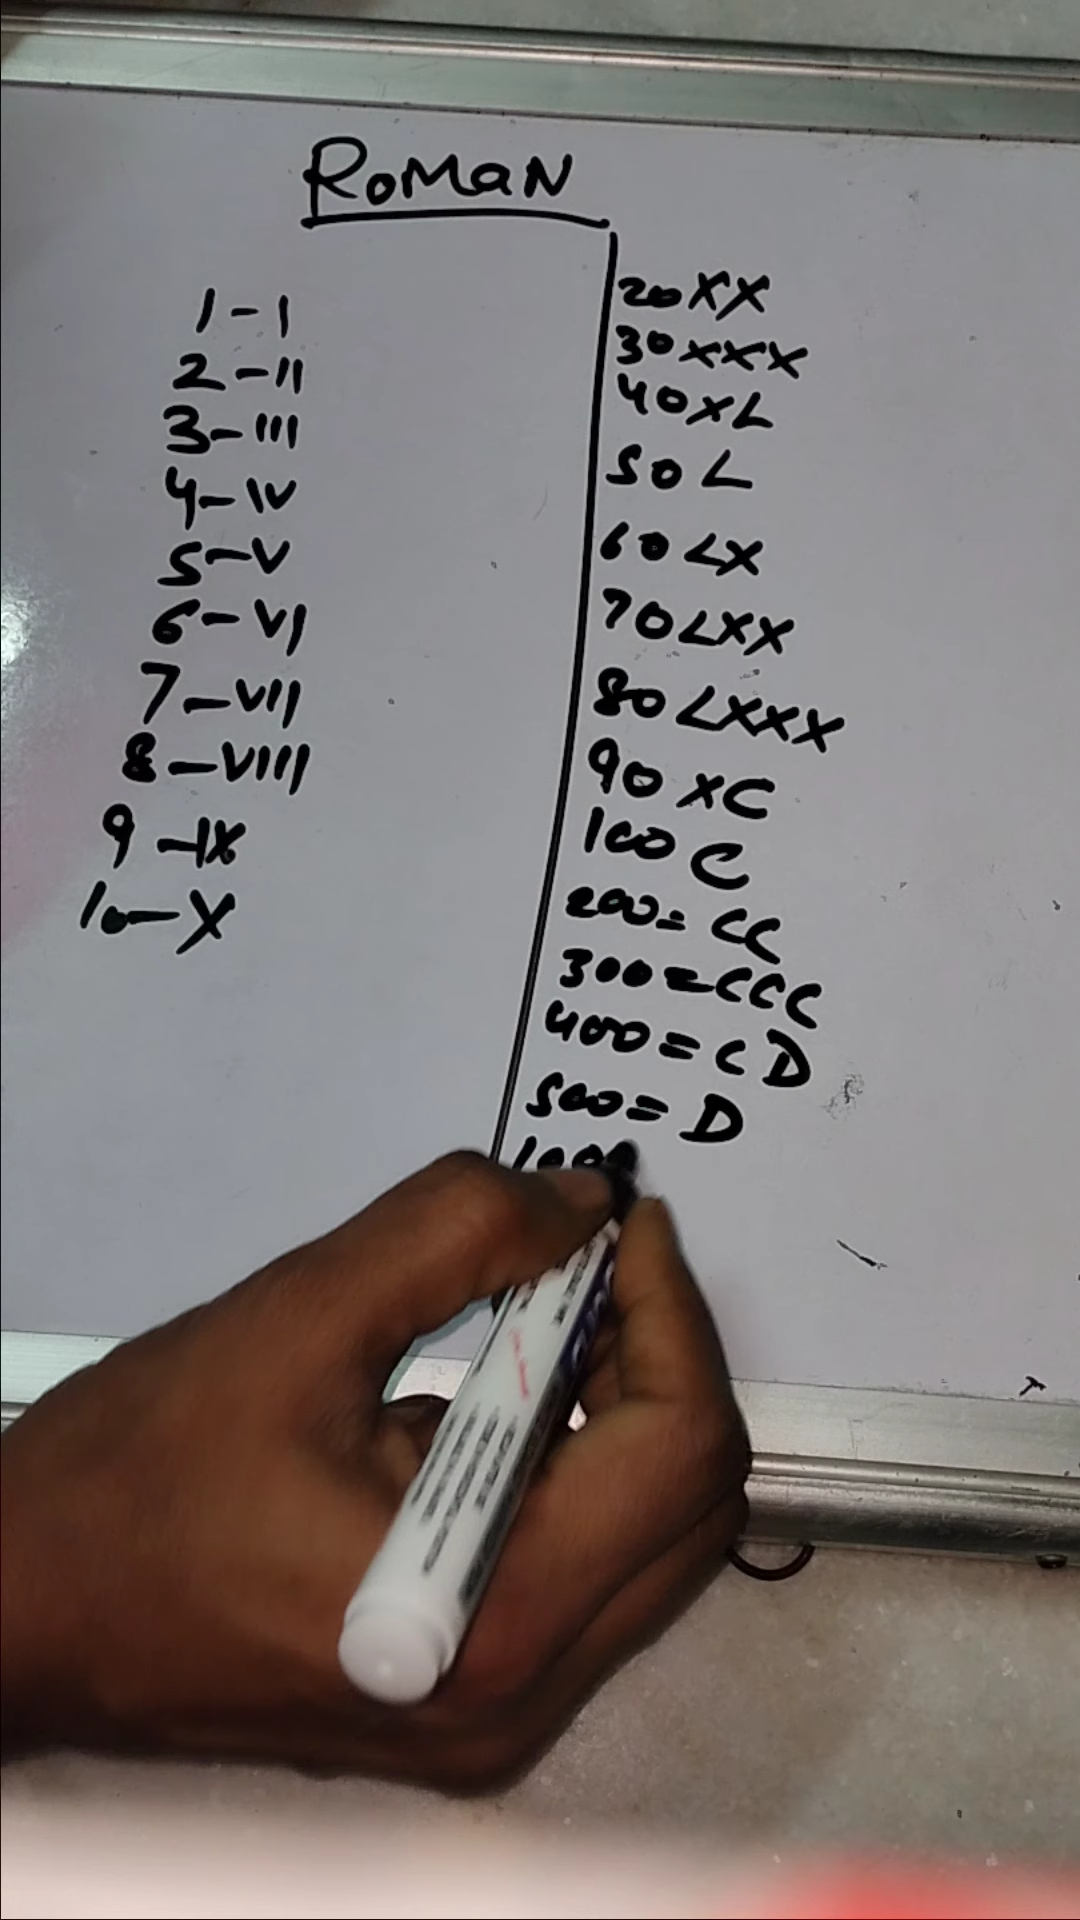 ROMaN
1-I
2-II
3-III
4-IV
5-V
6-VI
7-VII
8-VIII
9-IX
10-X
20XX
30XXX
40XL
50L
60LX
70LXX
80LXXX
90XC
100C
200=CC
300=CCC
400=CD
500=D
1000